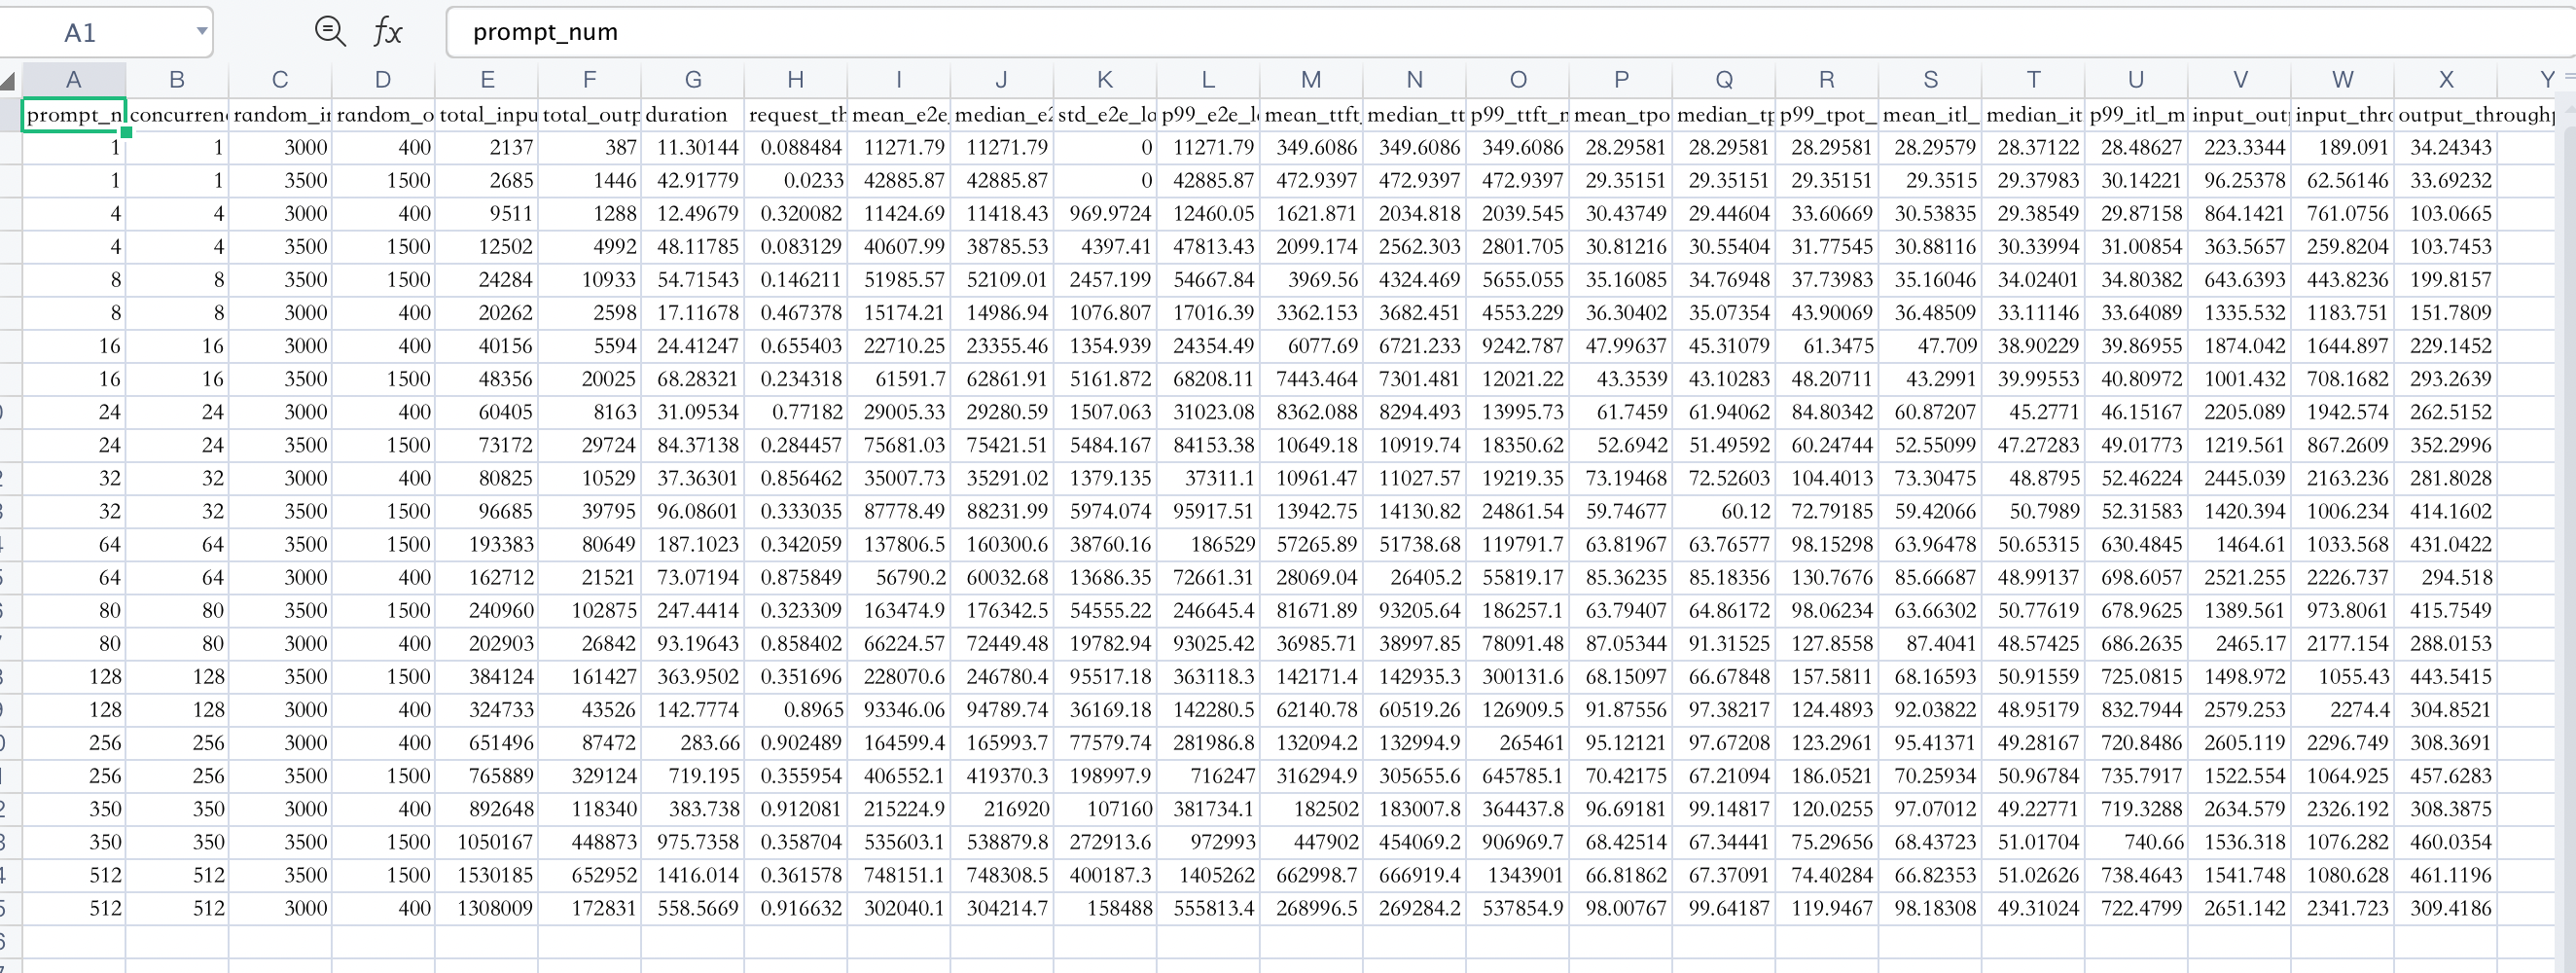 A1 fx prompt_num
A B C D E F G H I J K L M N O P Q R S T U V W X Y
prompt_n concurren random_i random_o total_inpu total_outp duration request_th mean_e2e_ median_e2 std_e2e_la p99_e2e_l mean_ttft_ median_tt p99_ttft_m mean_tpo median_tp p99_tpot_ mean_itl_ median_it p99_itl_m input_outp input_thro output_through
1 1 3000 400 2137 387 11.30144 0.088484 11271.79 11271.79 0 11271.79 349.6086 349.6086 349.6086 28.29581 28.29581 28.29581 28.29579 28.37122 28.48627 223.3344 189.091 34.24343
1 1 3500 1500 2685 1446 42.91779 0.0233 42885.87 42885.87 0 42885.87 472.9397 472.9397 472.9397 29.35151 29.35151 29.35151 29.3515 29.37983 30.14221 96.25378 62.56146 33.69232
4 4 3000 400 9511 1288 12.49679 0.320082 11424.69 11418.43 969.9724 12460.05 1621.871 2034.818 2039.545 30.43749 29.44604 33.60669 30.53835 29.38549 29.87158 864.1421 761.0756 103.0665
4 4 3500 1500 12502 4992 48.11785 0.083129 40607.99 38785.53 4397.41 47813.43 2099.174 2562.303 2801.705 30.81216 30.55404 31.77545 30.88116 30.33994 31.00854 363.5657 259.8204 103.7453
8 8 3500 1500 24284 10933 54.71543 0.146211 51985.57 52109.01 2457.199 54667.84 3969.56 4324.469 5655.055 35.16085 34.76948 37.73983 35.16046 34.02401 34.80382 643.6393 443.8236 199.8157
8 8 3000 400 20262 2598 17.11678 0.467378 15174.21 14986.94 1076.807 17016.39 3362.153 3682.451 4553.229 36.30402 35.07354 43.90069 36.48509 33.11146 33.64089 1335.532 1183.751 151.7809
16 16 3000 400 40156 5594 24.41247 0.655403 22710.25 23355.46 1354.939 24354.49 6077.69 6721.233 9242.787 47.99637 45.31079 61.3475 47.709 38.90229 39.86955 1874.042 1644.897 229.1452
16 16 3500 1500 48356 20025 68.28321 0.234318 61591.7 62861.91 5161.872 68208.11 7443.464 7301.481 12021.22 43.3539 43.10283 48.20711 43.2991 39.99553 40.80972 1001.432 708.1682 293.2639
24 24 3000 400 60405 8163 31.09534 0.77182 29005.33 29280.59 1507.063 31023.08 8362.088 8294.493 13995.73 61.7459 61.94062 84.80342 60.87207 45.2771 46.15167 2205.089 1942.574 262.5152
24 24 3500 1500 73172 29724 84.37138 0.284457 75681.03 75421.51 5484.167 84153.38 10649.18 10919.74 18350.62 52.6942 51.49592 60.24744 52.55099 47.27283 49.01773 1219.561 867.2609 352.2996
32 32 3000 400 80825 10529 37.36301 0.856462 35007.73 35291.02 1379.135 37311.1 10961.47 11027.57 19219.35 73.19468 72.52603 104.4013 73.30475 48.8795 52.46224 2445.039 2163.236 281.8028
32 32 3500 1500 96685 39795 96.08601 0.333035 87778.49 88231.99 5974.074 95917.51 13942.75 14130.82 24861.54 59.74677 60.12 72.79185 59.42066 50.7989 52.31583 1420.394 1006.234 414.1602
64 64 3500 1500 193383 80649 187.1023 0.342059 137806.5 160300.6 38760.16 186529 57265.89 51738.68 119791.7 63.81967 63.76577 98.15298 63.96478 50.65315 630.4845 1464.61 1033.568 431.0422
64 64 3000 400 162712 21521 73.07194 0.875849 56790.2 60032.68 13686.35 72661.31 28069.04 26405.2 55819.17 85.36235 85.18356 130.7676 85.66687 48.99137 698.6057 2521.255 2226.737 294.518
80 80 3500 1500 240960 102875 247.4414 0.323309 163474.9 176342.5 54555.22 246645.4 81671.89 93205.64 186257.1 63.79407 64.86172 98.06234 63.66302 50.77619 678.9625 1389.561 973.8061 415.7549
80 80 3000 400 202903 26842 93.19643 0.858402 66224.57 72449.48 19782.94 93025.42 36985.71 38997.85 78091.48 87.05344 91.31525 127.8558 87.4041 48.57425 686.2635 2465.17 2177.154 288.0153
128 128 3500 1500 384124 161427 363.9502 0.351696 228070.6 246780.4 95517.18 363118.3 142171.4 142935.3 300131.6 68.15097 66.67848 157.5811 68.16593 50.91559 725.0815 1498.972 1055.43 443.5415
128 128 3000 400 324733 43526 142.7774 0.8965 93346.06 94789.74 36169.18 142280.5 62140.78 60519.26 126909.5 91.87556 97.38217 124.4893 92.03822 48.95179 832.7944 2579.253 2274.4 304.8521
256 256 3000 400 651496 87472 283.66 0.902489 164599.4 165993.7 77579.74 281986.8 132094.2 132994.9 265461 95.12121 97.67208 123.2961 95.41371 49.28167 720.8486 2605.119 2296.749 308.3691
256 256 3500 1500 765889 329124 719.195 0.355954 406552.1 419370.3 198997.9 716247 316294.9 305655.6 645785.1 70.42175 67.21094 186.0521 70.25934 50.96784 735.7917 1522.554 1064.925 457.6283
350 350 3000 400 892648 118340 383.738 0.912081 215224.9 216920 107160 381734.1 182502 183007.8 364437.8 96.69181 99.14817 120.0255 97.07012 49.22771 719.3288 2634.579 2326.192 308.3875
350 350 3500 1500 1050167 448873 975.7358 0.358704 535603.1 538879.8 272913.6 972993 447902 454069.2 906969.7 68.42514 67.34441 75.29656 68.43723 51.01704 740.66 1536.318 1076.282 460.0354
512 512 3500 1500 1530185 652952 1416.014 0.361578 748151.1 748308.5 400187.3 1405262 662998.7 666919.4 1343901 66.81862 67.37091 74.40284 66.82353 51.02626 738.4643 1541.748 1080.628 461.1196
512 512 3000 400 1308009 172831 558.5669 0.916632 302040.1 304214.7 158488 555813.4 268996.5 269284.2 537854.9 98.00767 99.64187 119.9467 98.18308 49.31024 722.4799 2651.142 2341.723 309.4186